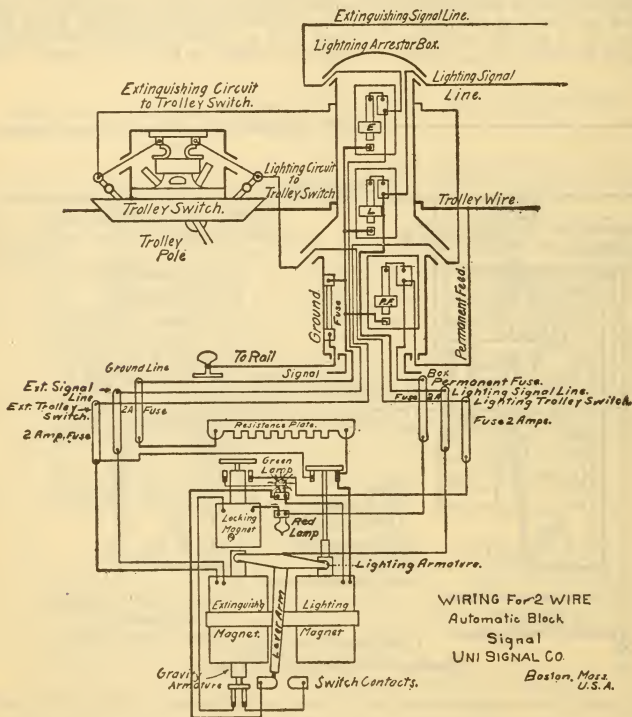 Extinguishing Signal Line.
Lightning Arrestor Box.
Lighting Signal
Line.
Extinguishing Circuit
to Trolley Switch.
E
Lighting Circuit
to
Trolley Switch
L
Trolley Wire.
Trolley Switch.
Trolley
Pole
Ground
Fuse
P.F.
Permanent Feed.
To Rail
Signal
Box
Ground Line
Ext. Signal
Line
Ext. Trolley
Switch.
2A Fuse
2 Amp. Fuse
Permanent Fuse.
Fuse 2A
Lighting Signal Line.
Lighting Trolley Switch.
Fuse 2 Amps.
Resistance Plate.
Green
Lamp
Locking
Magnet
Red
Lamp
Lighting Armature.
Extinguish'g
Magnet.
Lever Arm
Lighting
Magnet
Gravity
Armature
Switch Contacts.
WIRING For 2 WIRE
Automatic Block
Signal
UNI SIGNAL CO.
Boston, Mass.
U.S.A.